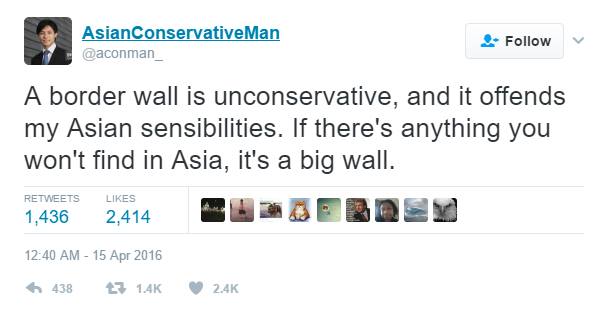 AsianConservativeMan
@aconman_
Follow
A border wall is unconservative, and it offends
my Asian sensibilities. If there's anything you
won't find in Asia, it's a big wall.
RETWEETS LIKES
1,436 2,414
12:40 AM - 15 Apr 2016
438 1.4K 2.4K